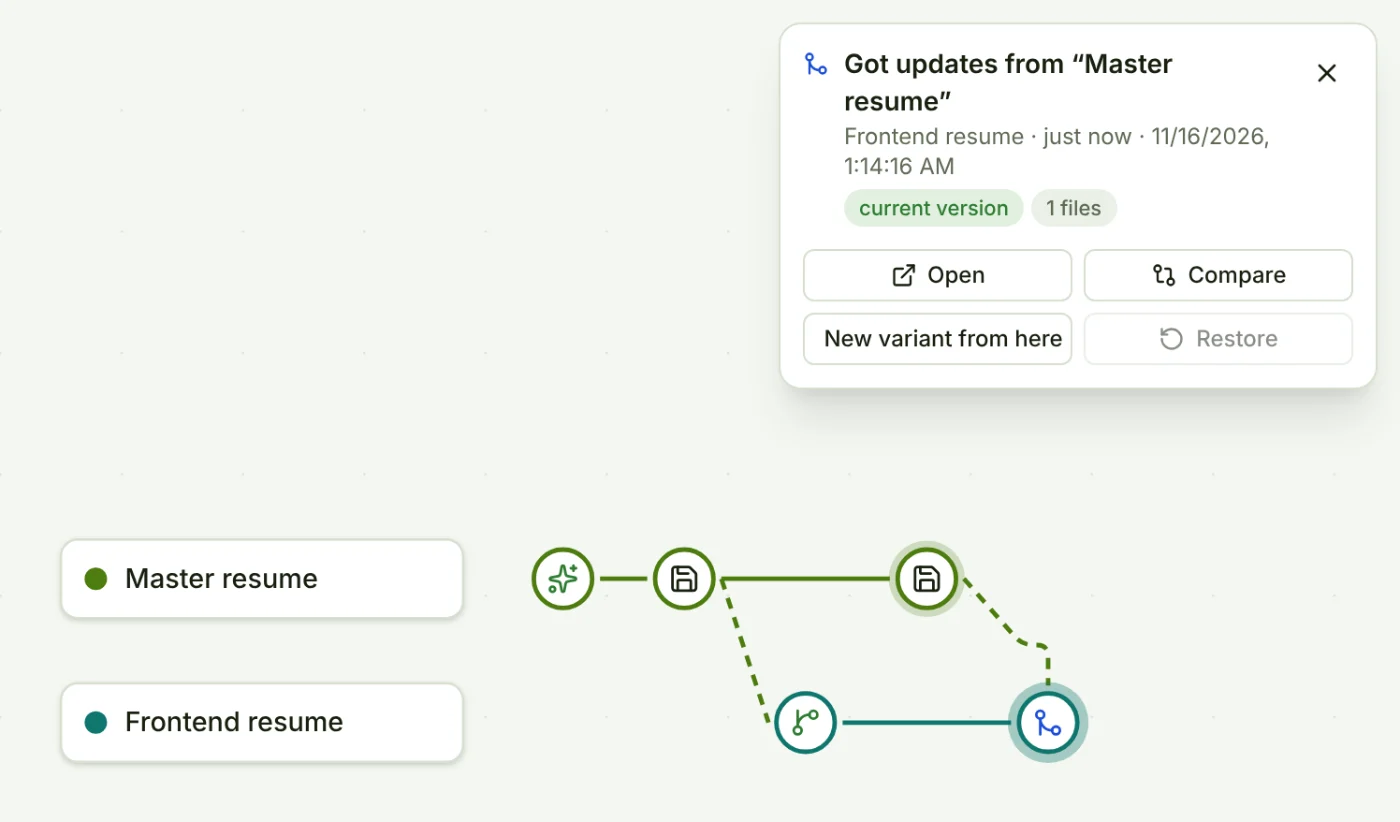 Got updates from “Master
resume”
Frontend resume · just now · 11/16/2026,
1:14:16 AM
current version
1 files
Open
Compare
New variant from here
Restore
Master resume
Frontend resume